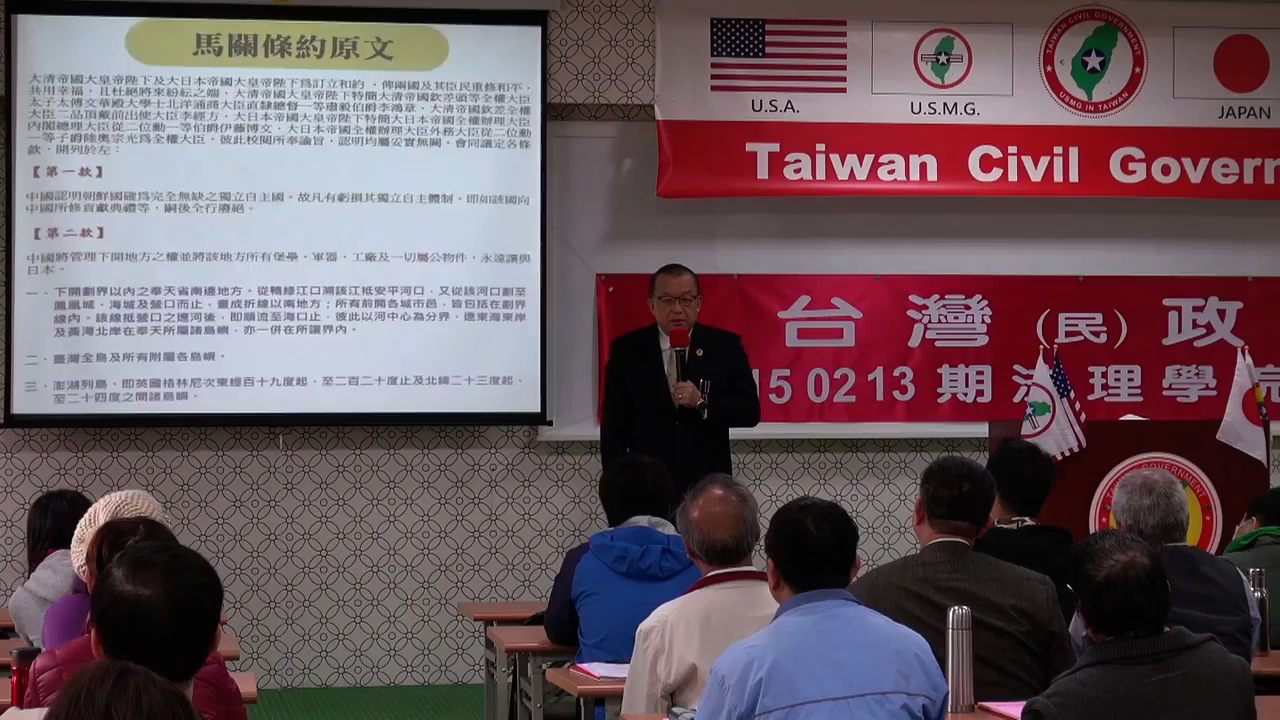 馬關條約原文
大清帝國大皇帝陛下及大日本帝國大皇帝陛下爲訂立和約，俾兩國及其臣民重修和平，
共用幸福，且杜絕將來紛紜之端，大清帝國大皇帝陛下特簡大清帝國欽差頭等全權大臣
太子太傅文華殿大學士北洋通商大臣直隸總督一等肅毅伯爵李鴻章、大清帝國欽差全權
大臣二品頂戴前出使大臣李經方、大日本帝國大皇帝陛下特簡大日本帝國全權辦理大臣
內閣總理大臣從二位勳一等伯爵伊藤博文、大日本帝國全權辦理大臣外務大臣從二位勳
一等子爵陸奧宗光爲全權大臣，彼此校閱所奉諭旨，認明均屬妥實無闕。會同議定各條
款，開列於左：
【第一款】
中國認明朝鮮國確爲完全無缺之獨立自主國。故凡有虧損其獨立自主體制，即如該國向
中國所修貢獻典禮等，嗣後全行廢絕。
【第二款】
中國將管理下開地方之權並將該地方所有堡壘、軍器、工廠及一切屬公物件，永遠讓與
日本。
一、下開劃界以內之奉天省南邊地方。從鴨綠江口溯該江抵安平河口，又從該河口劃至
鳳凰城、海城及營口而止，畫成折線以南地方；所有前開各城市邑，皆包括在劃界
線內。該線抵營口之遼河後，即順流至海口止，彼此以河中心爲分界。遼東灣東岸
及黃海北岸在奉天所屬諸島嶼，亦一併在所讓界內。
二、臺灣全島及所有附屬各島嶼。
三、澎湖列島。即英國格林尼次東經百十九度起、至百二十度止及北緯二十三度起、
至二十四度之間諸島嶼。
TAIWAN CIVIL GOVERNMENT
USMG IN TAIWAN
U.S.A.
U.S.M.G.
JAPAN
Taiwan Civil Govern
台灣(民)政
15 02 13 期法理學